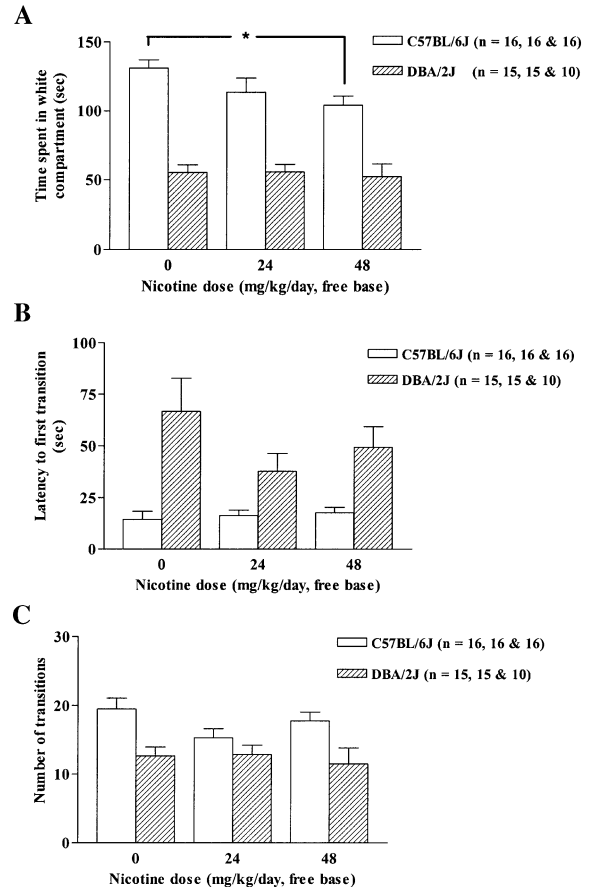 A
150
100
50
0
Time spent in white
compartment (sec)
*
C57BL/6J (n = 16, 16 & 16)
DBA/2J (n = 15, 15 & 10)
0 24 48
Nicotine dose (mg/kg/day, free base)
B
100
75
50
25
0
Latency to first transition
(sec)
C57BL/6J (n = 16, 16 & 16)
DBA/2J (n = 15, 15 & 10)
0 24 48
Nicotine dose (mg/kg/day, free base)
C
30
20
10
0
Number of transitions
C57BL/6J (n = 16, 16 & 16)
DBA/2J (n = 15, 15 & 10)
0 24 48
Nicotine dose (mg/kg/day, free base)